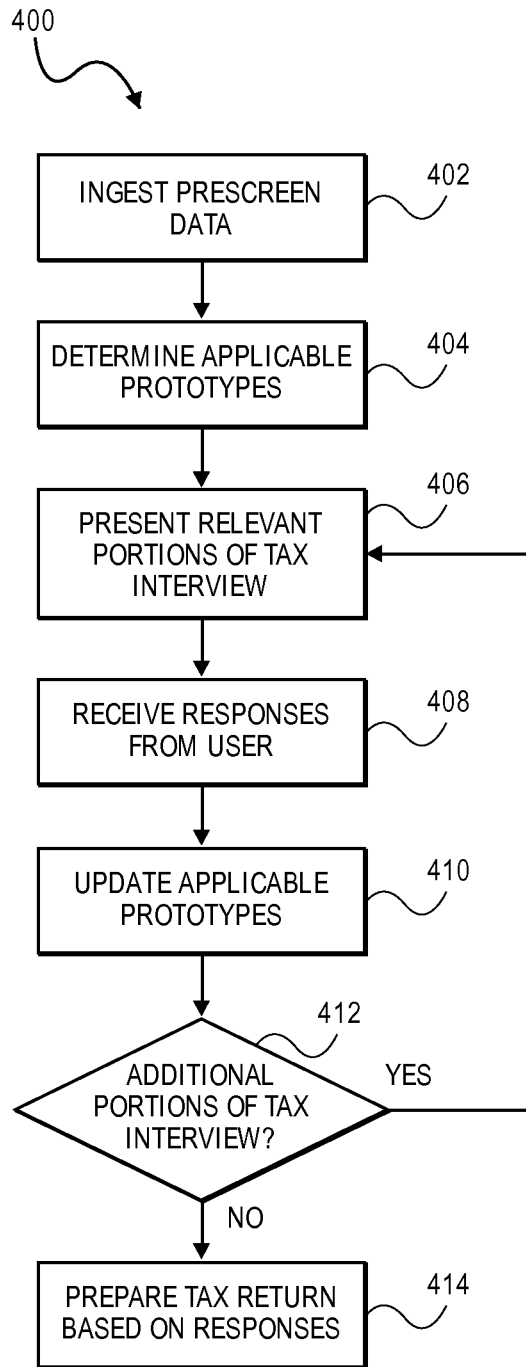 400
INGEST PRESCREEN
DATA
402
DETERMINE APPLICABLE
PROTOTYPES
404
PRESENT RELEVANT
PORTIONS OF TAX
INTERVIEW
406
RECEIVE RESPONSES
FROM USER
408
UPDATE APPLICABLE
PROTOTYPES
410
412
ADDITIONAL
PORTIONS OF TAX
INTERVIEW?
YES
NO
PREPARE TAX RETURN
BASED ON RESPONSES
414